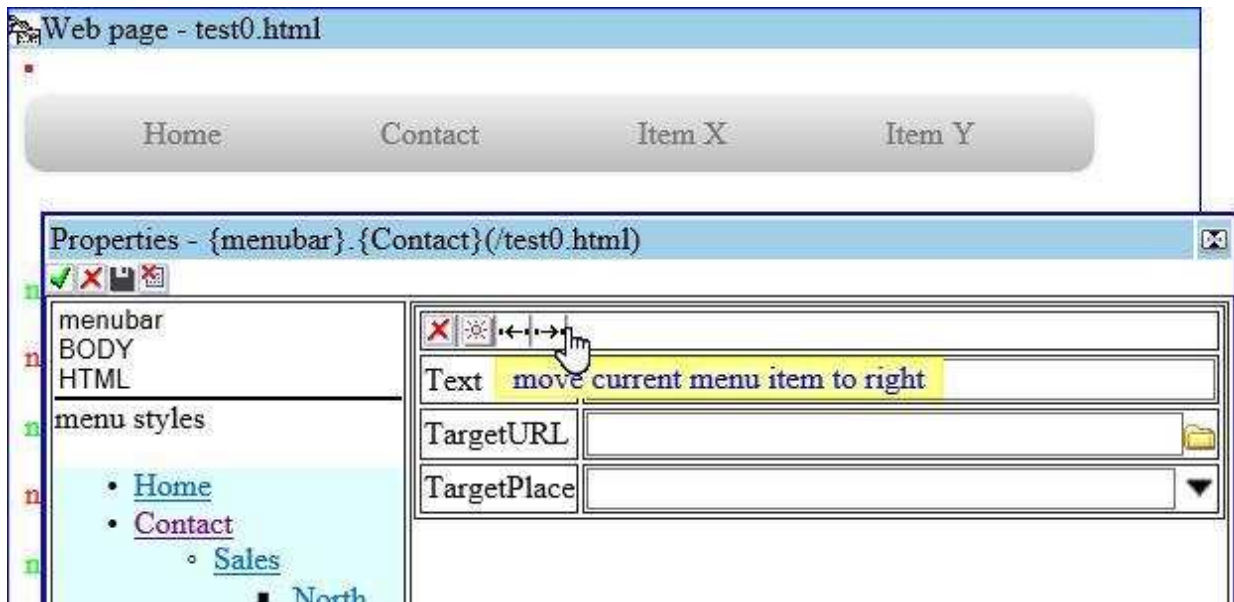 Web page - test0.html
Home Contact Item X Item Y
Properties - {menubar}.{Contact}(/test0.html)
menubar
BODY
HTML
menu styles
Home
Contact
Sales
North
Text move current menu item to right
TargetURL
TargetPlace
n
n
n
n
n